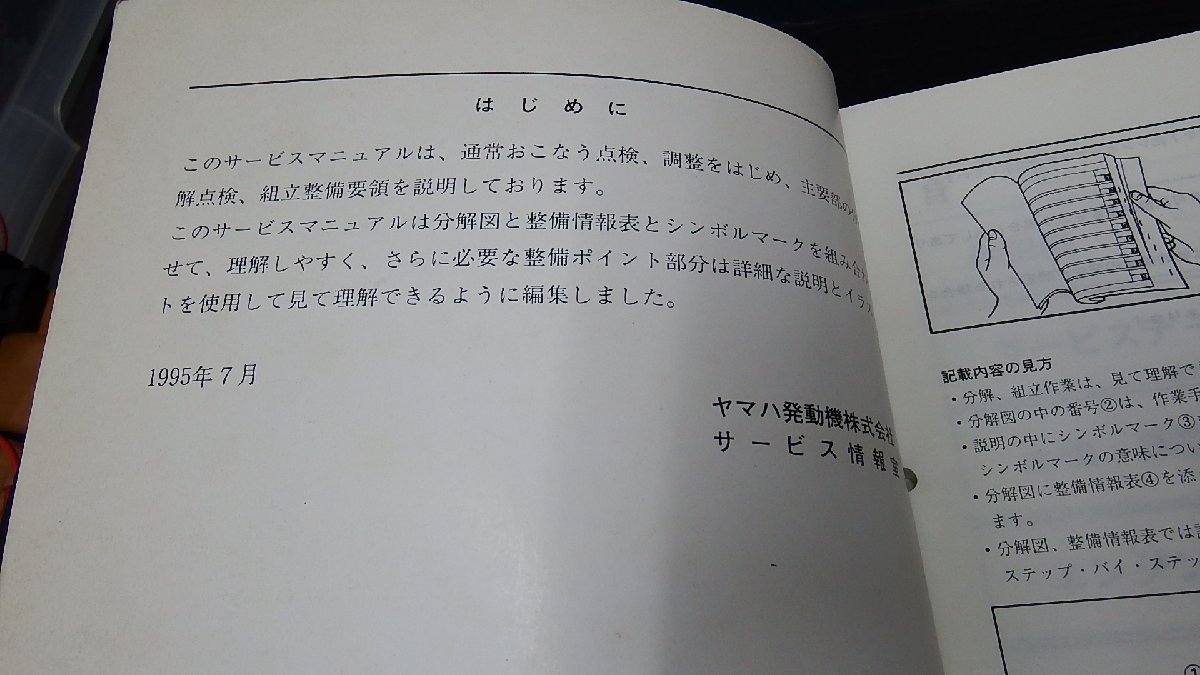 はじめに
このサービスマニュアルは、通常おこなう点検、調整をはじめ、主要部の
解点検、組立整備要領を説明しております。
このサービスマニュアルは分解図と整備情報表とシンボルマークを組み合
せて、理解しやすく、さらに必要な整備ポイント部分は詳細な説明とイラ
トを使用して見て理解できるように編集しました。
1995年7月
ヤマハ発動機株式会社
サービス情報室
記載内容の見方
・分解、組立作業は、見て理解で
・分解図の中の番号②は、作業手
・説明の中にシンボルマーク③
シンボルマークの意味につい
・分解図に整備情報表④を添
ます。
・分解図、整備情報表では
ステップ・バイ・ステッ